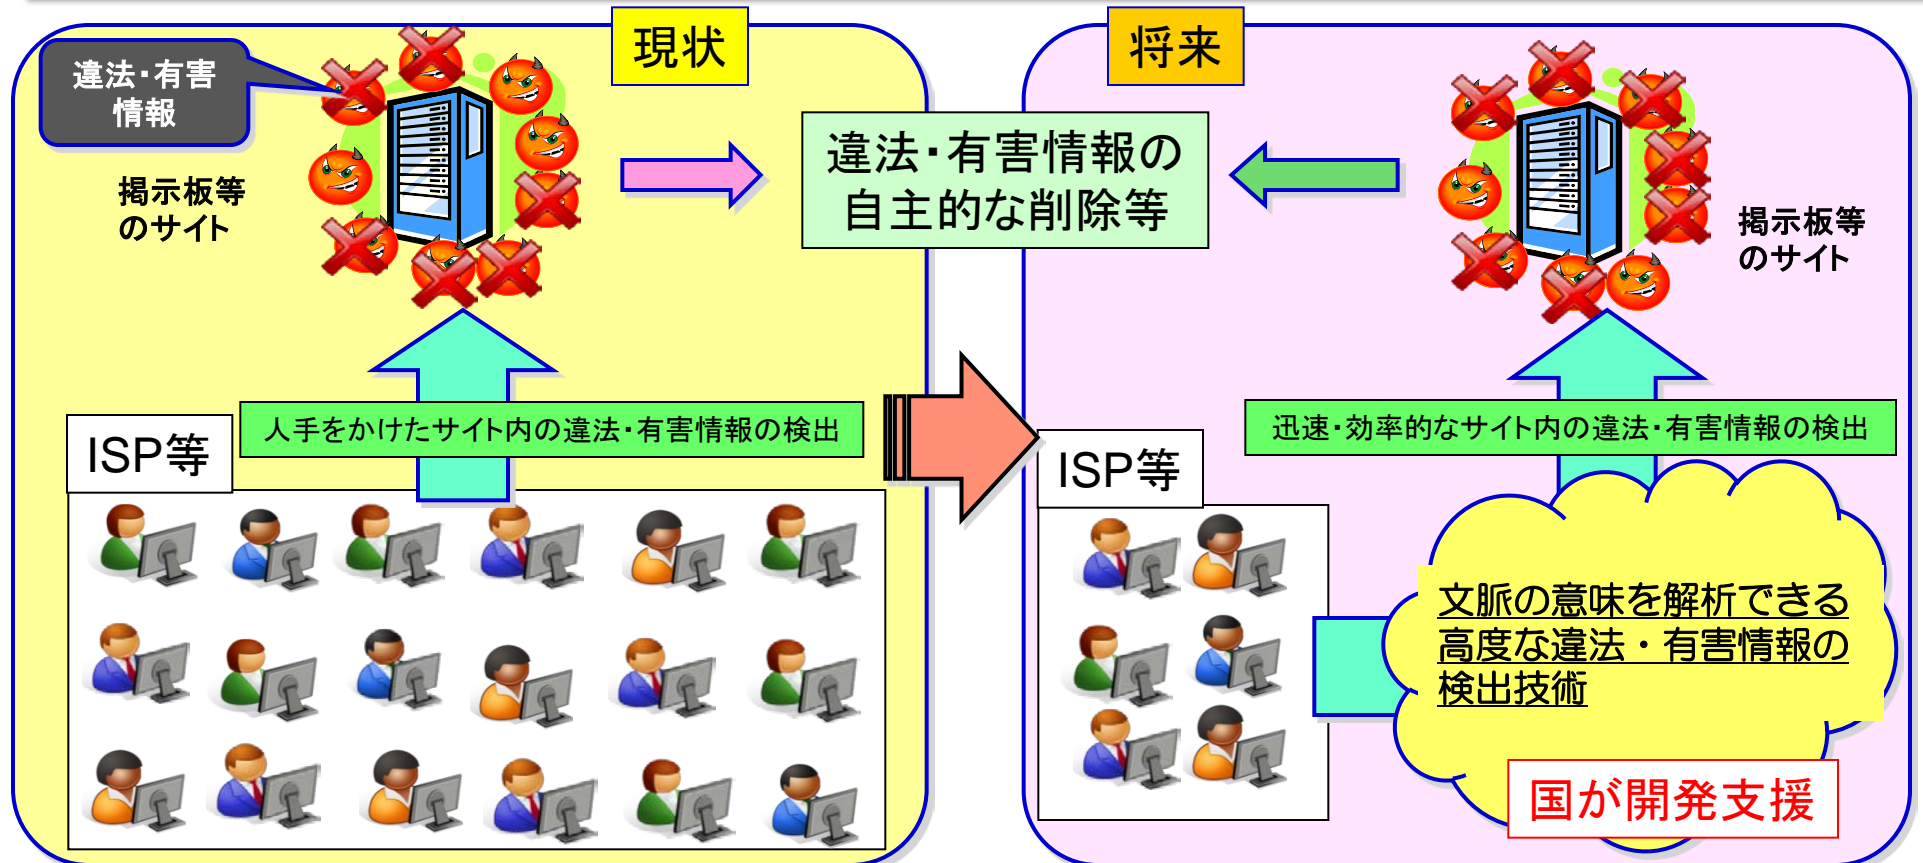 現状
将来
違法・有害
情報
掲示板等
のサイト
違法・有害情報の
自主的な削除等
掲示板等
のサイト
人手をかけたサイト内の違法・有害情報の検出
ISP等
迅速・効率的なサイト内の違法・有害情報の検出
ISP等
文脈の意味を解析できる
高度な違法・有害情報の
検出技術
国が開発支援